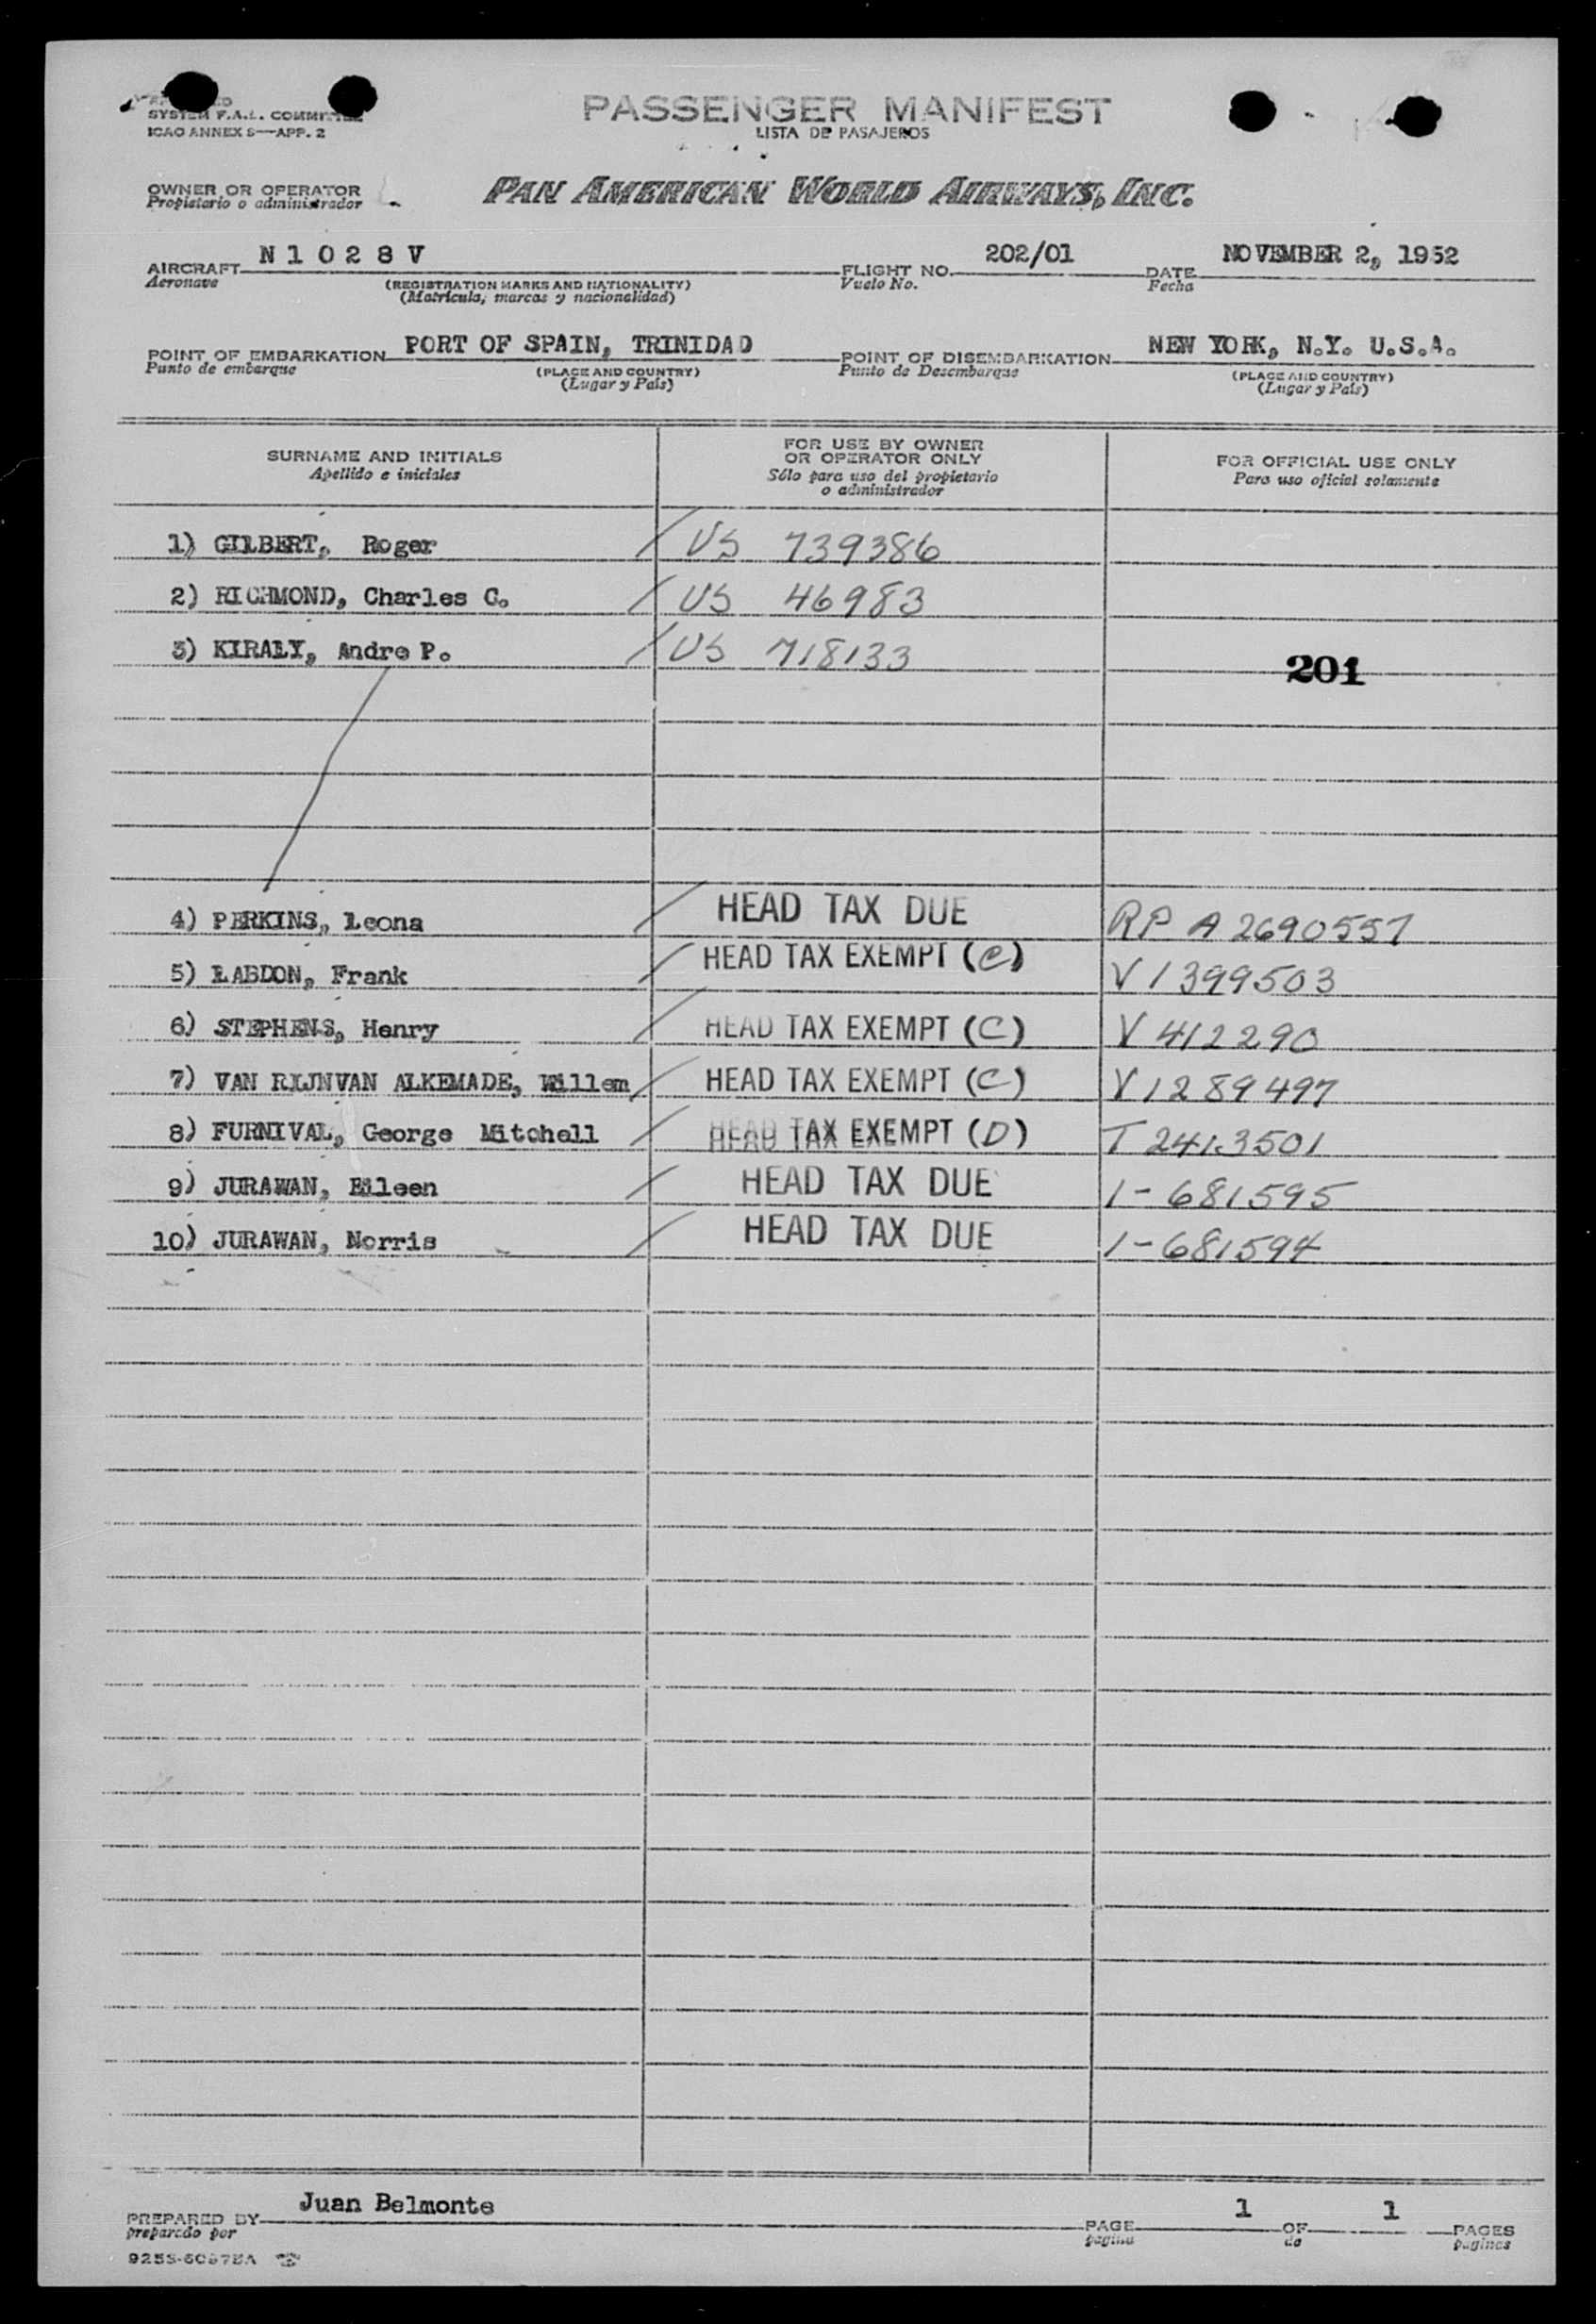 SYSTEM F.A.L. COMMITTEE
ICAO ANNEX 9—APP. 2
PASSENGER MANIFEST
LISTA DE PASAJEROS
OWNER OR OPERATOR
Propietario o administrador
PAN AMERICAN WORLD AIRWAYS, INC.
AIRCRAFT N 1 0 2 8 V FLIGHT NO. 202/01 DATE NOVEMBER 2, 1952
Aeronave (REGISTRATION MARKS AND NATIONALITY) Vuelo No. Fecha
(Matrícula, marcas y nacionalidad)
POINT OF EMBARKATION PORT OF SPAIN, TRINIDAD POINT OF DISEMBARKATION NEW YORK, N.Y. U.S.A.
Punto de embarque (PLACE AND COUNTRY) Punto de Desembarque (PLACE AND COUNTRY)
(Lugar y País) (Lugar y País)
SURNAME AND INITIALS
Apellido e iniciales
FOR USE BY OWNER
OR OPERATOR ONLY
Sólo para uso del propietario
o administrador
FOR OFFICIAL USE ONLY
Para uso oficial solamente
1) GILBERT, Roger US 739386
2) RICHMOND, Charles C. US 46983
3) KIRALY, Andre P. US 718133
201
4) PERKINS, Leona HEAD TAX DUE RP A 2690557
5) LABDON, Frank HEAD TAX EXEMPT (C) V 1399503
6) STEPHENS, Henry HEAD TAX EXEMPT (C) V 412290
7) VAN RIJNVAN ALKEMADE, Willem HEAD TAX EXEMPT (C) V 1289497
8) FURNIVAL, George Mitchell HEAD TAX EXEMPT (D) T 2413501
9) JURAWAN, Eileen HEAD TAX DUE 1-681595
10) JURAWAN, Norris HEAD TAX DUE 1-681594
PREPARED BY Juan Belmonte PAGE 1 OF 1 PAGES
preparado por página de páginas